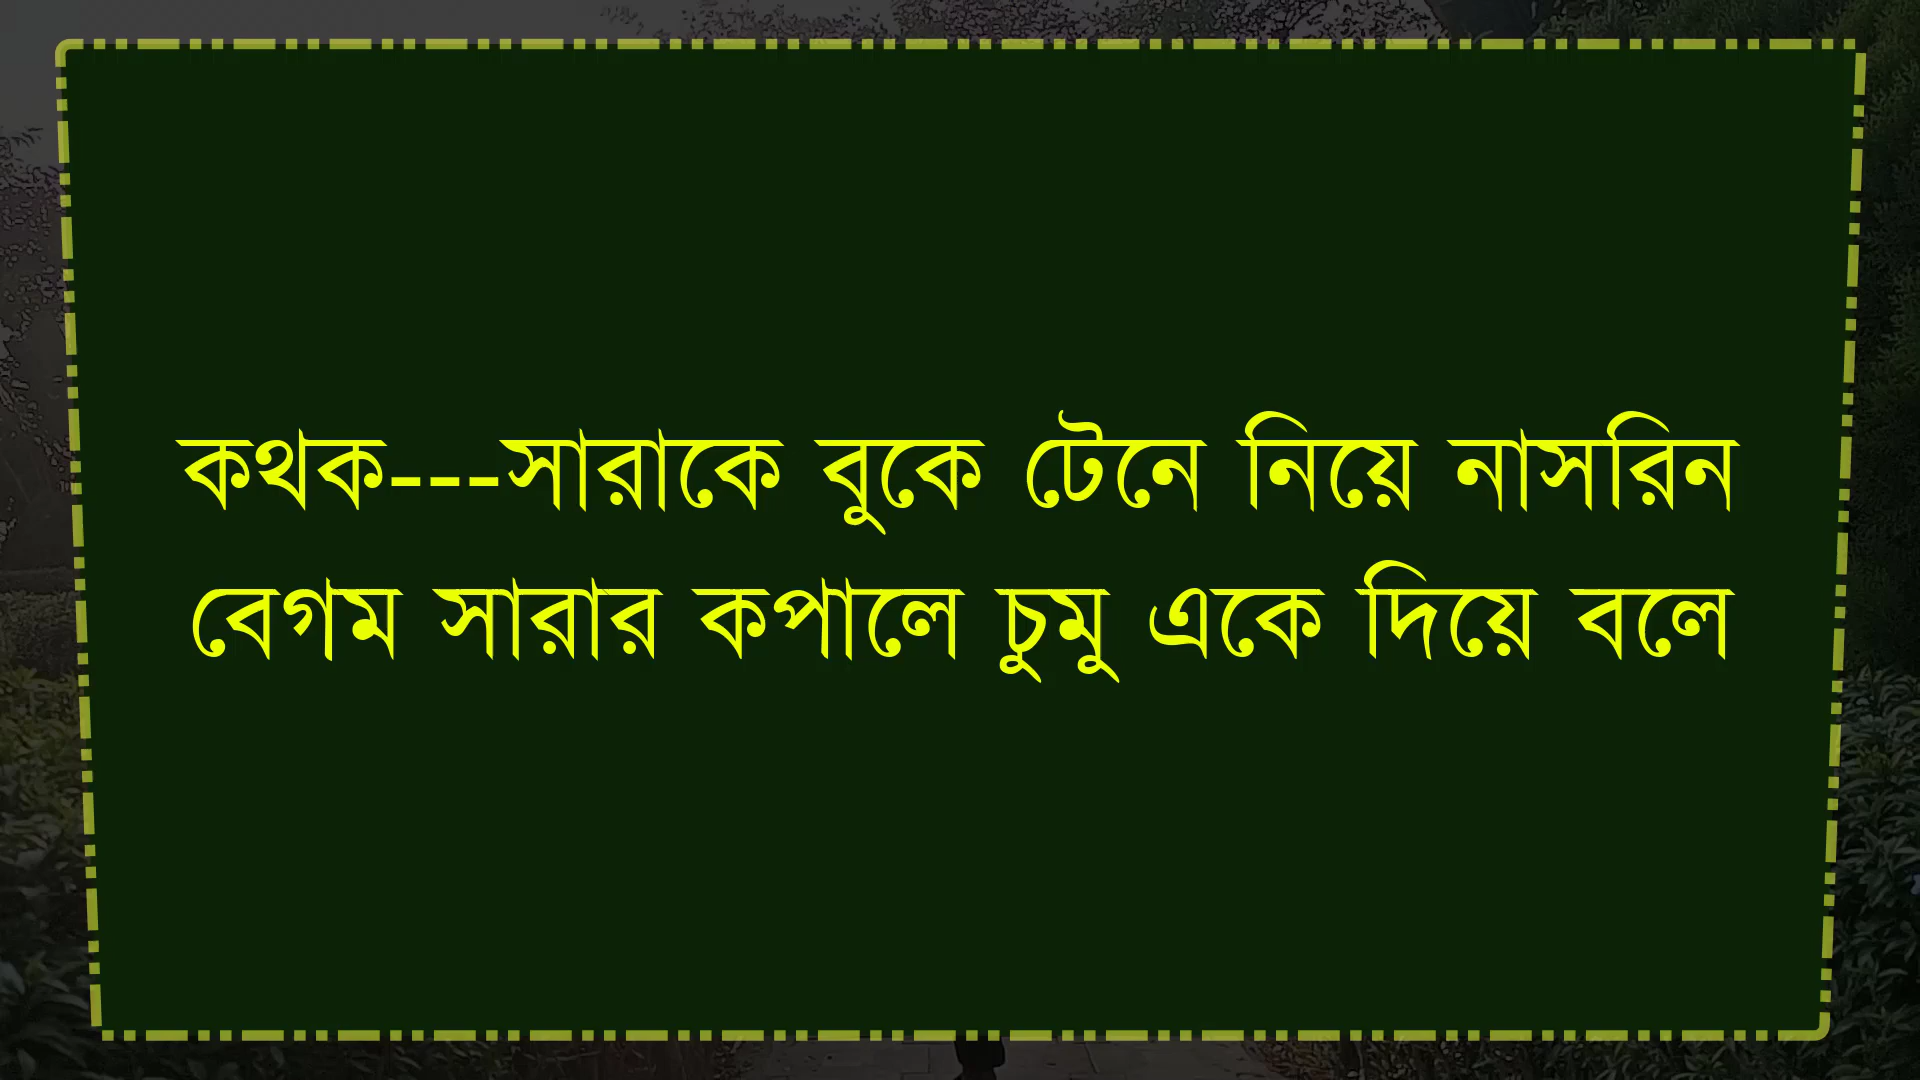 কথক---সারাকে বুকে টেনে নিয়ে নাসরিন
বেগম সারার কপালে চুমু একে দিয়ে বলে